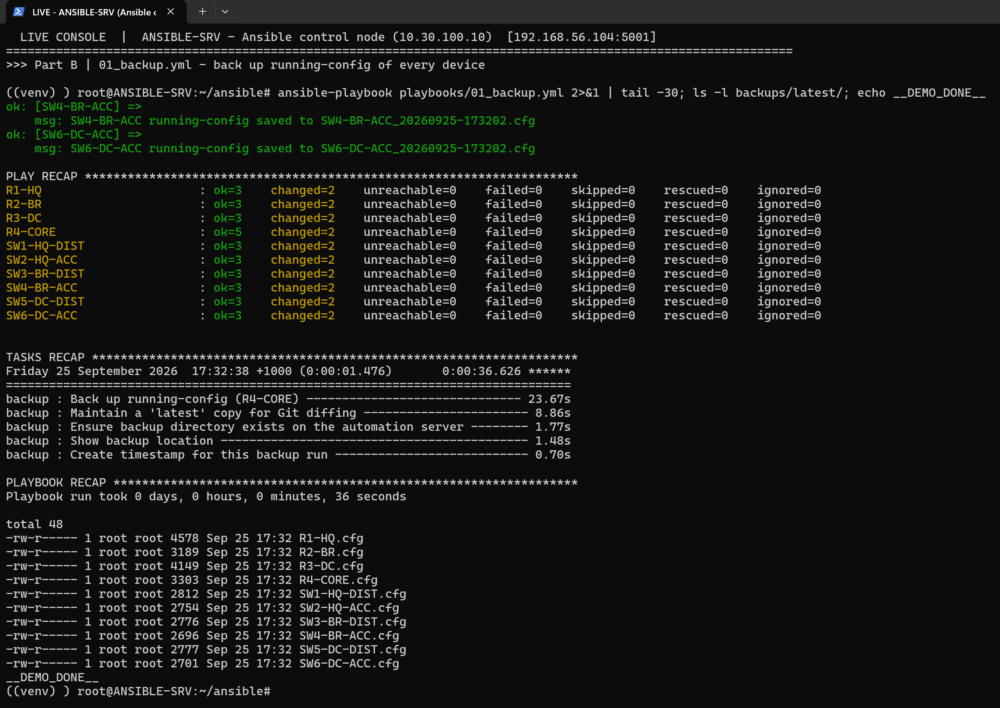 LIVE - ANSIBLE-SRV (Ansible c
LIVE CONSOLE | ANSIBLE-SRV - Ansible control node (10.30.100.10) [192.168.56.104:5001]
==============================================================================================================
>>> Part B | 01_backup.yml - back up running-config of every device
((venv) ) root@ANSIBLE-SRV:~/ansible# ansible-playbook playbooks/01_backup.yml 2>&1 | tail -30; ls -l backups/latest/; echo __DEMO_DONE__
ok: [SW4-BR-ACC] =>
    msg: SW4-BR-ACC running-config saved to SW4-BR-ACC_20260925-173202.cfg
ok: [SW6-DC-ACC] =>
    msg: SW6-DC-ACC running-config saved to SW6-DC-ACC_20260925-173202.cfg
PLAY RECAP *********************************************************************
R1-HQ                      : ok=3    changed=2    unreachable=0    failed=0    skipped=0    rescued=0    ignored=0
R2-BR                      : ok=3    changed=2    unreachable=0    failed=0    skipped=0    rescued=0    ignored=0
R3-DC                      : ok=3    changed=2    unreachable=0    failed=0    skipped=0    rescued=0    ignored=0
R4-CORE                    : ok=5    changed=2    unreachable=0    failed=0    skipped=0    rescued=0    ignored=0
SW1-HQ-DIST                : ok=3    changed=2    unreachable=0    failed=0    skipped=0    rescued=0    ignored=0
SW2-HQ-ACC                 : ok=3    changed=2    unreachable=0    failed=0    skipped=0    rescued=0    ignored=0
SW3-BR-DIST                : ok=3    changed=2    unreachable=0    failed=0    skipped=0    rescued=0    ignored=0
SW4-BR-ACC                 : ok=3    changed=2    unreachable=0    failed=0    skipped=0    rescued=0    ignored=0
SW5-DC-DIST                : ok=3    changed=2    unreachable=0    failed=0    skipped=0    rescued=0    ignored=0
SW6-DC-ACC                 : ok=3    changed=2    unreachable=0    failed=0    skipped=0    rescued=0    ignored=0
TASKS RECAP ********************************************************************
Friday 25 September 2026  17:32:38 +1000 (0:00:01.476)       0:00:36.626 ******
===============================================================================
backup : Back up running-config (R4-CORE) ------------------------------ 23.67s
backup : Maintain a 'latest' copy for Git diffing ----------------------- 8.86s
backup : Ensure backup directory exists on the automation server -------- 1.77s
backup : Show backup location ------------------------------------------- 1.48s
backup : Create timestamp for this backup run --------------------------- 0.70s
PLAYBOOK RECAP *****************************************************************
Playbook run took 0 days, 0 hours, 0 minutes, 36 seconds
total 48
-rw-r----- 1 root root 4578 Sep 25 17:32 R1-HQ.cfg
-rw-r----- 1 root root 3189 Sep 25 17:32 R2-BR.cfg
-rw-r----- 1 root root 4149 Sep 25 17:32 R3-DC.cfg
-rw-r----- 1 root root 3303 Sep 25 17:32 R4-CORE.cfg
-rw-r----- 1 root root 2812 Sep 25 17:32 SW1-HQ-DIST.cfg
-rw-r----- 1 root root 2754 Sep 25 17:32 SW2-HQ-ACC.cfg
-rw-r----- 1 root root 2776 Sep 25 17:32 SW3-BR-DIST.cfg
-rw-r----- 1 root root 2696 Sep 25 17:32 SW4-BR-ACC.cfg
-rw-r----- 1 root root 2777 Sep 25 17:32 SW5-DC-DIST.cfg
-rw-r----- 1 root root 2701 Sep 25 17:32 SW6-DC-ACC.cfg
__DEMO_DONE__
((venv) ) root@ANSIBLE-SRV:~/ansible#